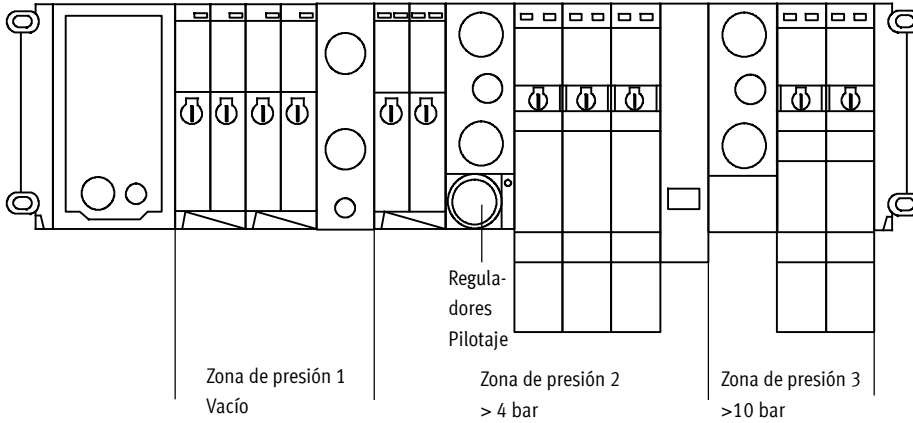 Regula-
dores
Pilotaje
Zona de presión 1
Vacío
Zona de presión 2
> 4 bar
Zona de presión 3
>10 bar